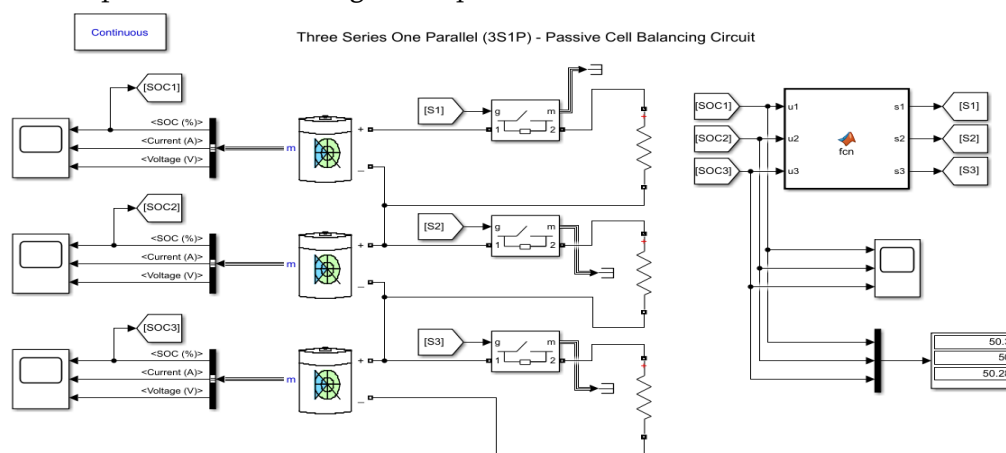 Continuous
Three Series One Parallel (3S1P) - Passive Cell Balancing Circuit
[SOC1]
<SOC (%)>
<Current (A)>
<Voltage (V)>
m
+
_
[S1]
g
m
1
2
+
[SOC2]
<SOC (%)>
<Current (A)>
<Voltage (V)>
m
+
_
[S2]
g
m
1
2
+
[SOC3]
<SOC (%)>
<Current (A)>
<Voltage (V)>
m
+
_
[S3]
g
m
1
2
+
[SOC1]
[SOC2]
[SOC3]
u1
u2
u3
fcn
s1
s2
s3
[S1]
[S2]
[S3]